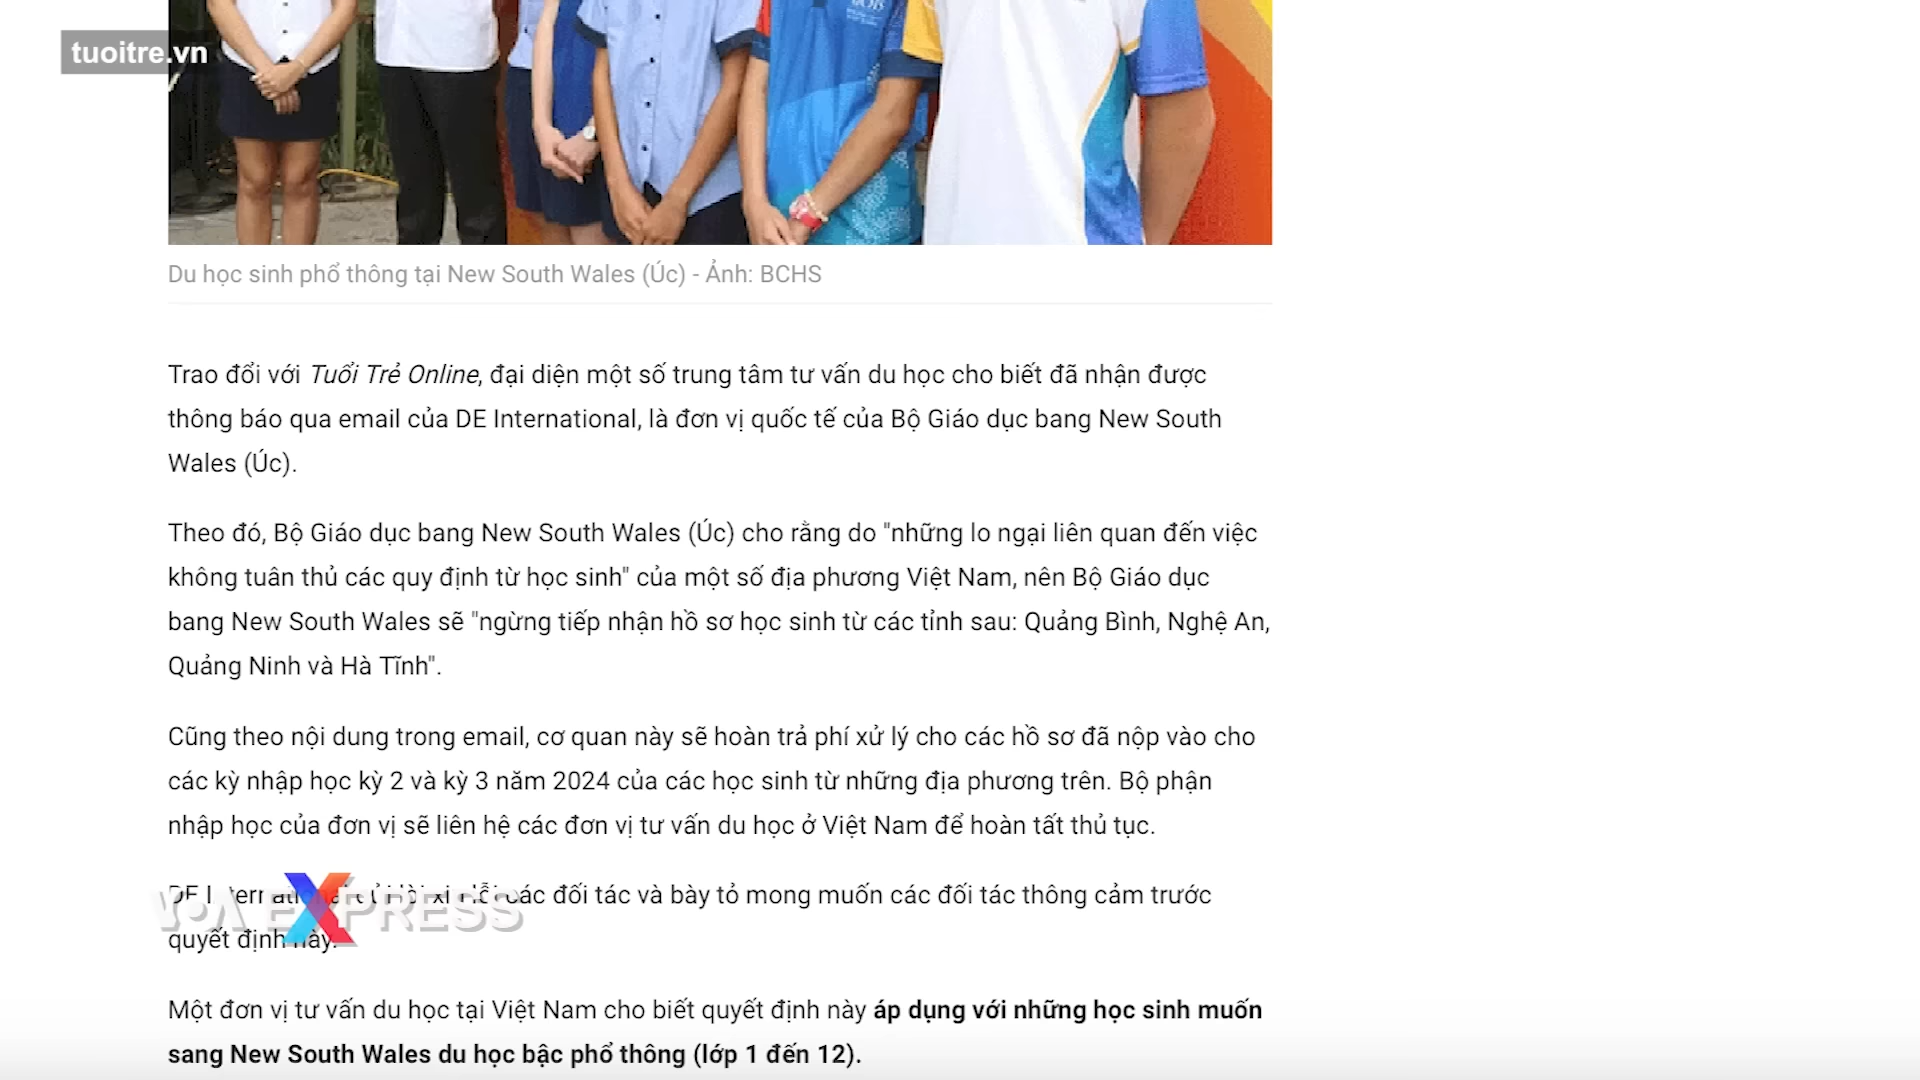 tuoitre.vn
Du học sinh phổ thông tại New South Wales (Úc) - Ảnh: BCHS
Trao đổi với Tuổi Trẻ Online, đại diện một số trung tâm tư vấn du học cho biết đã nhận được
thông báo qua email của DE International, là đơn vị quốc tế của Bộ Giáo dục bang New South
Wales (Úc).
Theo đó, Bộ Giáo dục bang New South Wales (Úc) cho rằng do "những lo ngại liên quan đến việc
không tuân thủ các quy định từ học sinh" của một số địa phương Việt Nam, nên Bộ Giáo dục
bang New South Wales sẽ "ngừng tiếp nhận hồ sơ học sinh từ các tỉnh sau: Quảng Bình, Nghệ An,
Quảng Ninh và Hà Tĩnh".
Cũng theo nội dung trong email, cơ quan này sẽ hoàn trả phí xử lý cho các hồ sơ đã nộp vào cho
các kỳ nhập học kỳ 2 và kỳ 3 năm 2024 của các học sinh từ những địa phương trên. Bộ phận
nhập học của đơn vị sẽ liên hệ các đơn vị tư vấn du học ở Việt Nam để hoàn tất thủ tục.
DE International gửi lời xin lỗi các đối tác và bày tỏ mong muốn các đối tác thông cảm trước
quyết định này.
VOA EXPRESS
Một đơn vị tư vấn du học tại Việt Nam cho biết quyết định này áp dụng với những học sinh muốn
sang New South Wales du học bậc phổ thông (lớp 1 đến 12).